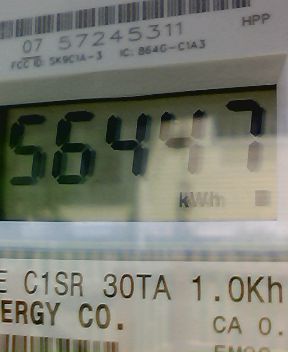 HPP
07 57245311
FCC ID: SK9C1A-3 IC: 864G-C1A3
56447
kWh
E C1SR 30TA 1.0Kh
ERGY CO.
CA 0.